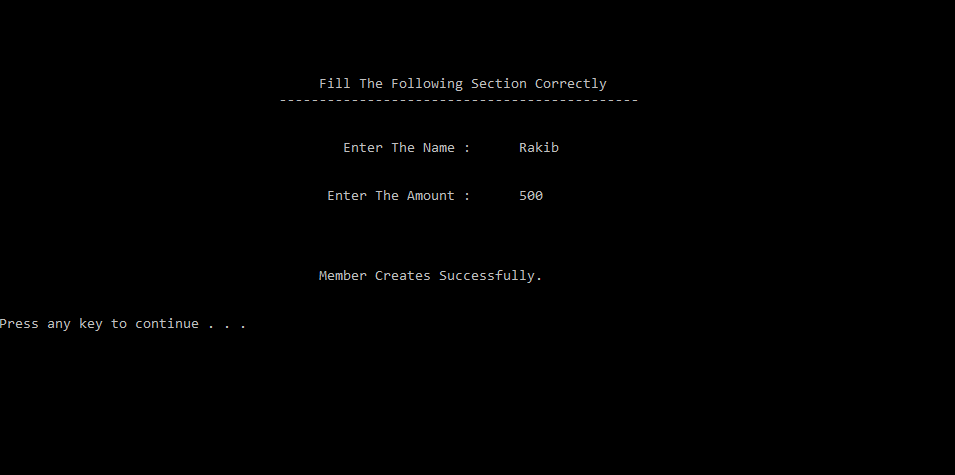 Fill The Following Section Correctly
---------------------------------------------
Enter The Name : Rakib
Enter The Amount : 500
Member Creates Successfully.
Press any key to continue . . .